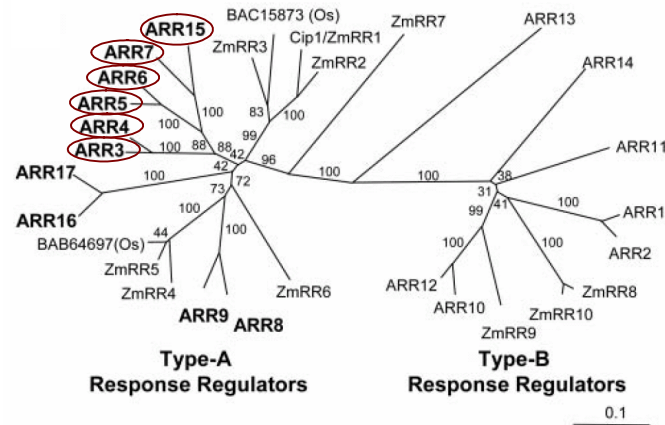 BAC15873 (Os)
ZmRR7
ARR13
ARR15
ZmRR3
Cip1/ZmRR1
ARR7
ZmRR2
ARR14
ARR6
ARR5
100
83
100
ARR4
100
99
ARR11
ARR3
100
88
88
42
96
100
100
38
ARR17
100
42
72
31
73
41
ARR1
ARR16
100
99
100
44
100
ARR2
BAB64697(Os)
100
100
ZmRR5
ZmRR6
ARR12
ZmRR8
ZmRR4
ARR10
ZmRR10
ARR9
ARR8
ZmRR9
Type-A
Response Regulators
Type-B
Response Regulators
0.1